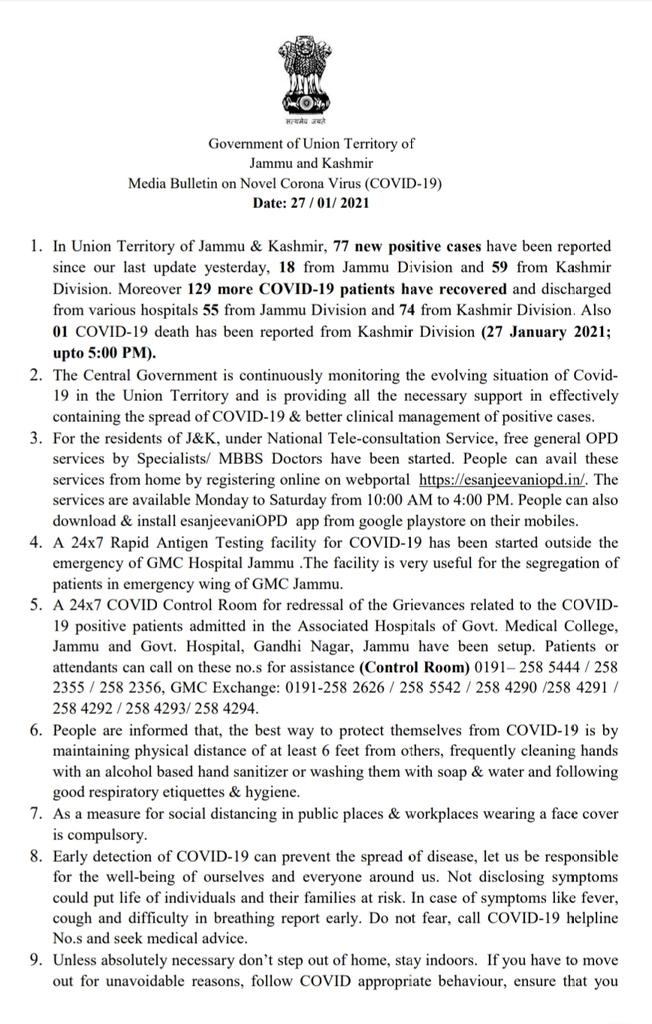 सत्यमेव जयते
Government of Union Territory of
Jammu and Kashmir
Media Bulletin on Novel Corona Virus (COVID-19)
Date: 27 / 01/ 2021
1. In Union Territory of Jammu & Kashmir, 77 new positive cases have been reported
since our last update yesterday, 18 from Jammu Division and 59 from Kashmir
Division. Moreover 129 more COVID-19 patients have recovered and discharged
from various hospitals 55 from Jammu Division and 74 from Kashmir Division. Also
01 COVID-19 death has been reported from Kashmir Division (27 January 2021;
upto 5:00 PM).
2. The Central Government is continuously monitoring the evolving situation of Covid-
19 in the Union Territory and is providing all the necessary support in effectively
containing the spread of COVID-19 & better clinical management of positive cases.
3. For the residents of J&K, under National Tele-consultation Service, free general OPD
services by Specialists/ MBBS Doctors have been started. People can avail these
services from home by registering online on webportal https://esanjeevaniopd.in/. The
services are available Monday to Saturday from 10:00 AM to 4:00 PM. People can also
download & install esanjeevaniOPD app from google playstore on their mobiles.
4. A 24x7 Rapid Antigen Testing facility for COVID-19 has been started outside the
emergency of GMC Hospital Jammu .The facility is very useful for the segregation of
patients in emergency wing of GMC Jammu.
5. A 24x7 COVID Control Room for redressal of the Grievances related to the COVID-
19 positive patients admitted in the Associated Hospitals of Govt. Medical College,
Jammu and Govt. Hospital, Gandhi Nagar, Jammu have been setup. Patients or
attendants can call on these no.s for assistance (Control Room) 0191– 258 5444 / 258
2355 / 258 2356, GMC Exchange: 0191-258 2626 / 258 5542 / 258 4290 /258 4291 /
258 4292 / 258 4293/ 258 4294.
6. People are informed that, the best way to protect themselves from COVID-19 is by
maintaining physical distance of at least 6 feet from others, frequently cleaning hands
with an alcohol based hand sanitizer or washing them with soap & water and following
good respiratory etiquettes & hygiene.
7. As a measure for social distancing in public places & workplaces wearing a face cover
is compulsory.
8. Early detection of COVID-19 can prevent the spread of disease, let us be responsible
for the well-being of ourselves and everyone around us. Not disclosing symptoms
could put life of individuals and their families at risk. In case of symptoms like fever,
cough and difficulty in breathing report early. Do not fear, call COVID-19 helpline
No.s and seek medical advice.
9. Unless absolutely necessary don’t step out of home, stay indoors. If you have to move
out for unavoidable reasons, follow COVID appropriate behaviour, ensure that you